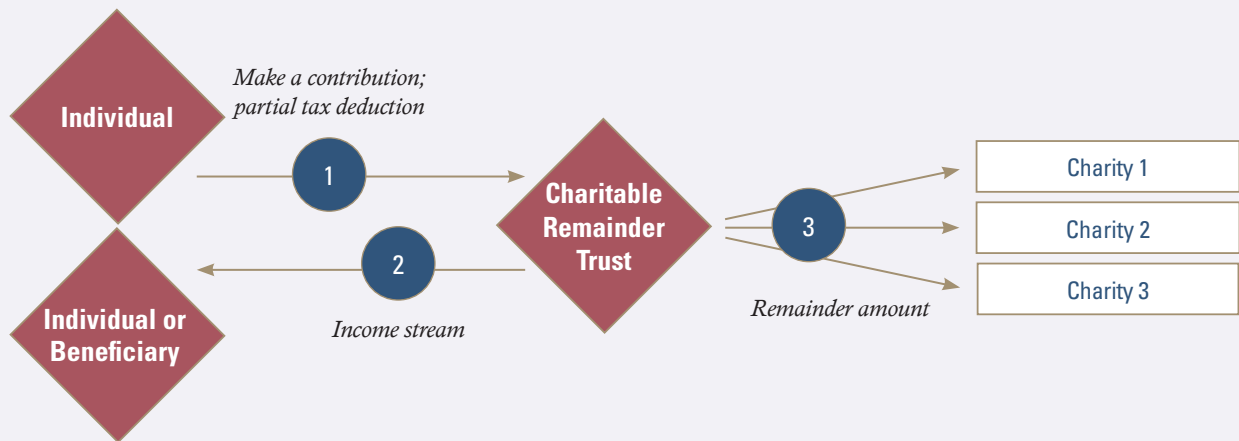 Individual
Make a contribution;
partial tax deduction
1
Charitable
Remainder
Trust
2
Income stream
Individual or
Beneficiary
3
Remainder amount
Charity 1
Charity 2
Charity 3